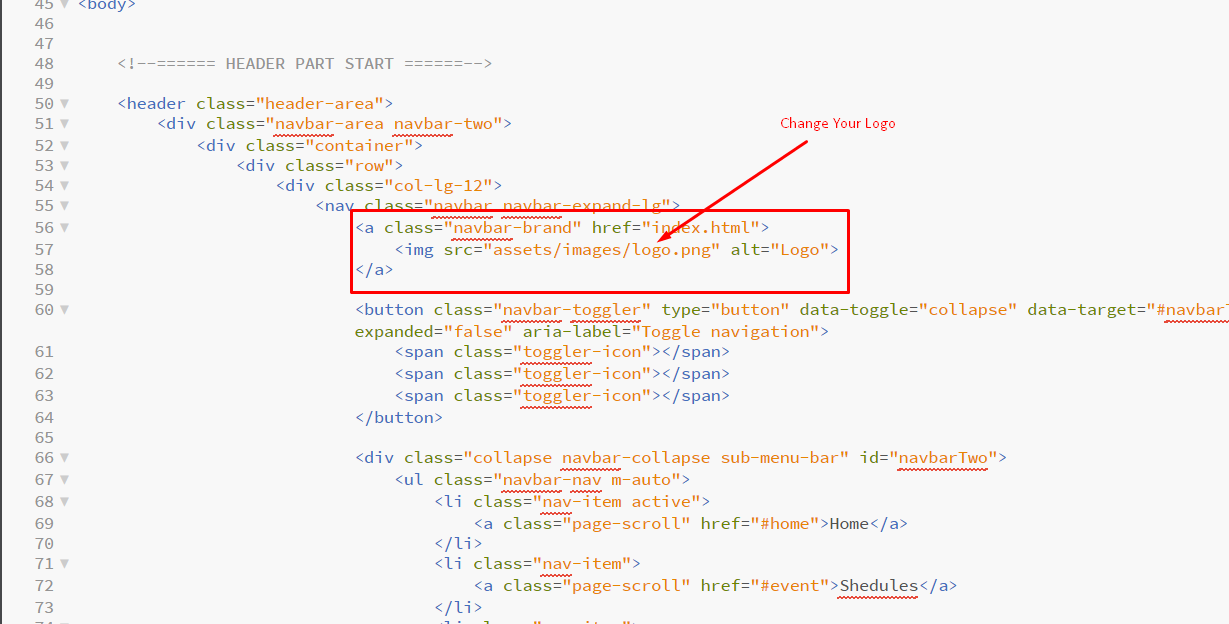 45 <body>
46
47
48 <!--====== HEADER PART START ======-->
49
50 <header class="header-area">
51 <div class="navbar-area navbar-two">
Change Your Logo
52 <div class="container">
53 <div class="row">
54 <div class="col-lg-12">
55 <nav class="navbar navbar-expand-lg">
56 <a class="navbar-brand" href="index.html">
57 <img src="assets/images/logo.png" alt="Logo">
58 </a>
59
60 <button class="navbar-toggler" type="button" data-toggle="collapse" data-target="#navbar
expanded="false" aria-label="Toggle navigation">
61 <span class="toggler-icon"></span>
62 <span class="toggler-icon"></span>
63 <span class="toggler-icon"></span>
64 </button>
65
66 <div class="collapse navbar-collapse sub-menu-bar" id="navbarTwo">
67 <ul class="navbar-nav m-auto">
68 <li class="nav-item active">
69 <a class="page-scroll" href="#home">Home</a>
70 </li>
71 <li class="nav-item">
72 <a class="page-scroll" href="#event">Shedules</a>
73 </li>